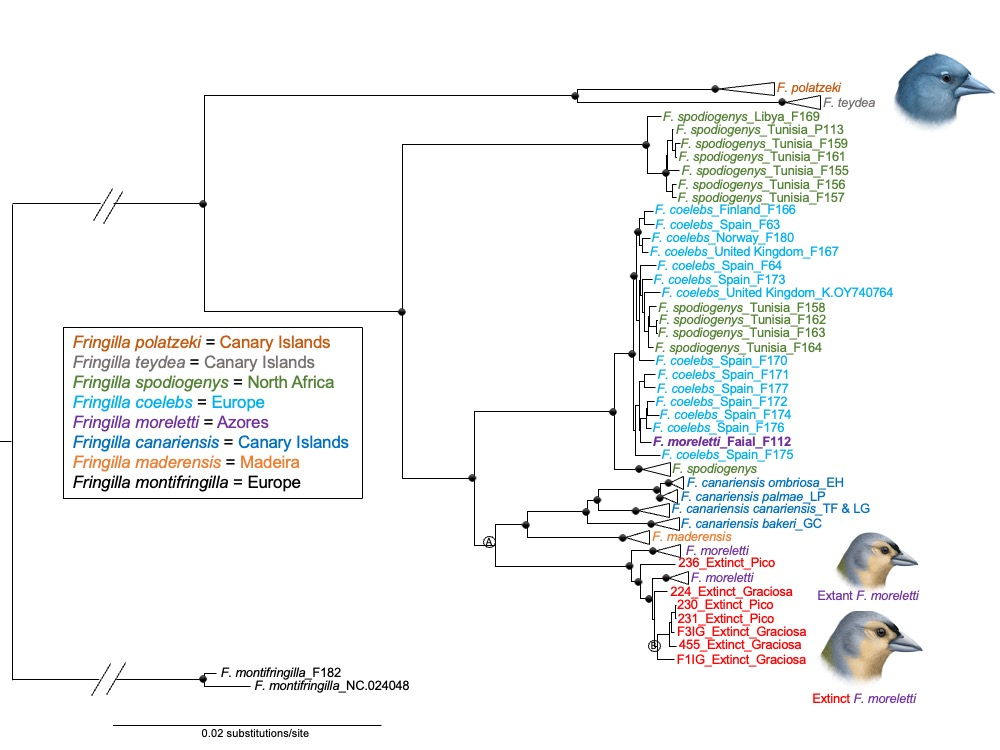 F. polatzeki
F. teydea
F. spodiogenys_Libya_F169
F. spodiogenys_Tunisia_P113
F. spodiogenys_Tunisia_F159
F. spodiogenys_Tunisia_F161
F. spodiogenys_Tunisia_F155
F. spodiogenys_Tunisia_F156
F. spodiogenys_Tunisia_F157
F. coelebs_Finland_F166
F. coelebs_Spain_F63
F. coelebs_Norway_F180
F. coelebs_United Kingdom_F167
F. coelebs_Spain_F64
F. coelebs_Spain_F173
F. coelebs_United Kingdom_K.OY740764
F. spodiogenys_Tunisia_F158
F. spodiogenys_Tunisia_F162
F. spodiogenys_Tunisia_F163
F. spodiogenys_Tunisia_F164
F. coelebs_Spain_F170
F. coelebs_Spain_F171
F. coelebs_Spain_F177
F. coelebs_Spain_F172
F. coelebs_Spain_F174
F. coelebs_Spain_F176
F. moreletti_Faial_F112
F. coelebs_Spain_F175
F. spodiogenys
F. canariensis ombriosa_EH
F. canariensis palmae_LP
F. canariensis canariensis_TF & LG
F. canariensis bakeri_GC
F. maderensis
A
F. moreletti
236_Extinct_Pico
F. moreletti
224_Extinct_Graciosa
230_Extinct_Pico
231_Extinct_Pico
F3IG_Extinct_Graciosa
B
455_Extinct_Graciosa
F1IG_Extinct_Graciosa
Extant F. moreletti
Extinct F. moreletti
Fringilla polatzeki = Canary Islands
Fringilla teydea = Canary Islands
Fringilla spodiogenys = North Africa
Fringilla coelebs = Europe
Fringilla moreletti = Azores
Fringilla canariensis = Canary Islands
Fringilla maderensis = Madeira
Fringilla montifringilla = Europe
F. montifringilla_F182
F. montifringilla_NC.024048
0.02 substitutions/site